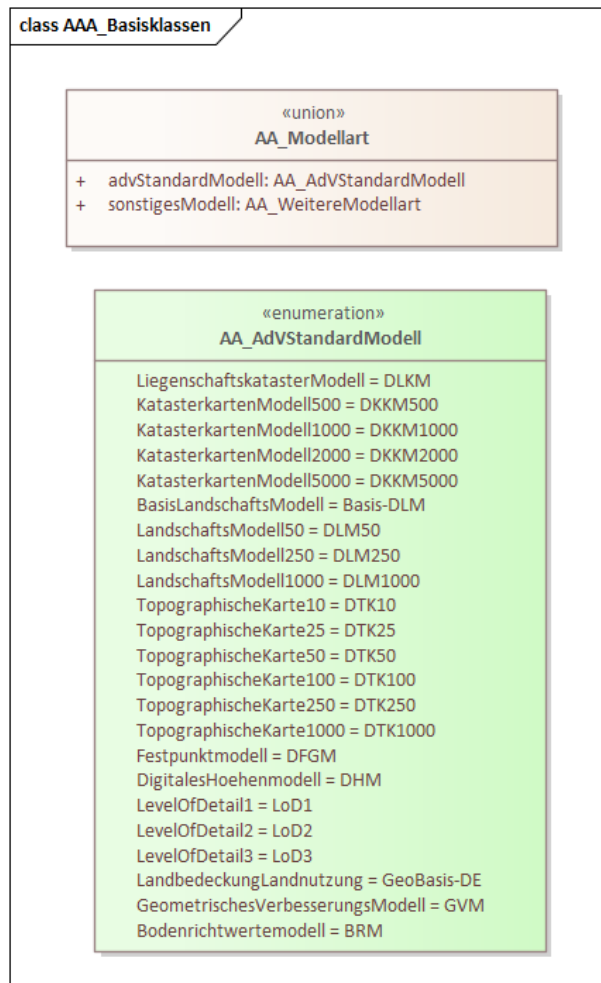 class AAA_Basisklassen
«union»
AA_Modellart
+ advStandardModell: AA_AdVStandardModell
+ sonstigesModell: AA_WeitereModellart
«enumeration»
AA_AdVStandardModell
LiegenschaftskatasterModell = DLKM
KatasterkartenModell500 = DKKM500
KatasterkartenModell1000 = DKKM1000
KatasterkartenModell2000 = DKKM2000
KatasterkartenModell5000 = DKKM5000
BasisLandschaftsModell = Basis-DLM
LandschaftsModell50 = DLM50
LandschaftsModell250 = DLM250
LandschaftsModell1000 = DLM1000
TopographischeKarte10 = DTK10
TopographischeKarte25 = DTK25
TopographischeKarte50 = DTK50
TopographischeKarte100 = DTK100
TopographischeKarte250 = DTK250
TopographischeKarte1000 = DTK1000
Festpunktmodell = DFGM
DigitalesHoehenmodell = DHM
LevelOfDetail1 = LoD1
LevelOfDetail2 = LoD2
LevelOfDetail3 = LoD3
LandbedeckungLandnutzung = GeoBasis-DE
GeometrischesVerbesserungsModell = GVM
Bodenrichtwertemodell = BRM